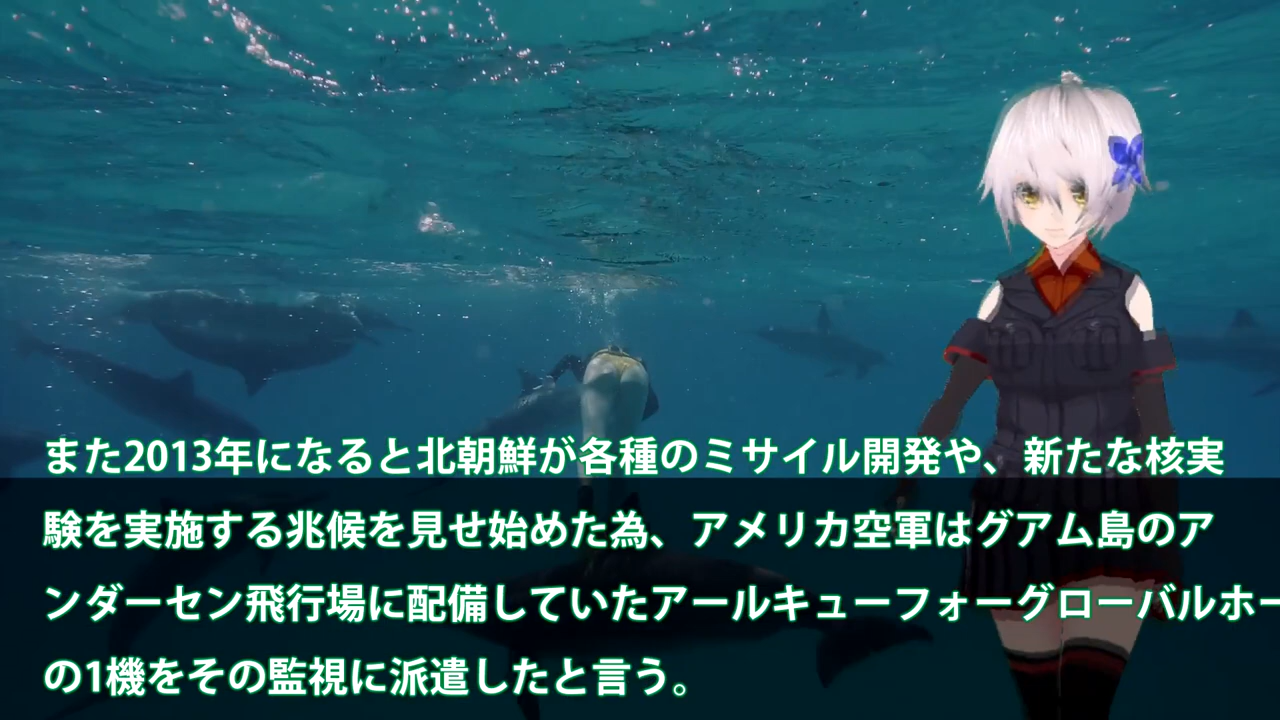 また2013年になると北朝鮮が各種のミサイル開発や、新たな核実
験を実施する兆候を見せ始めた為、アメリカ空軍はグアム島のア
ンダーセン飛行場に配備していたアールキューフォーグローバルホー
の1機をその監視に派遣したと言う。